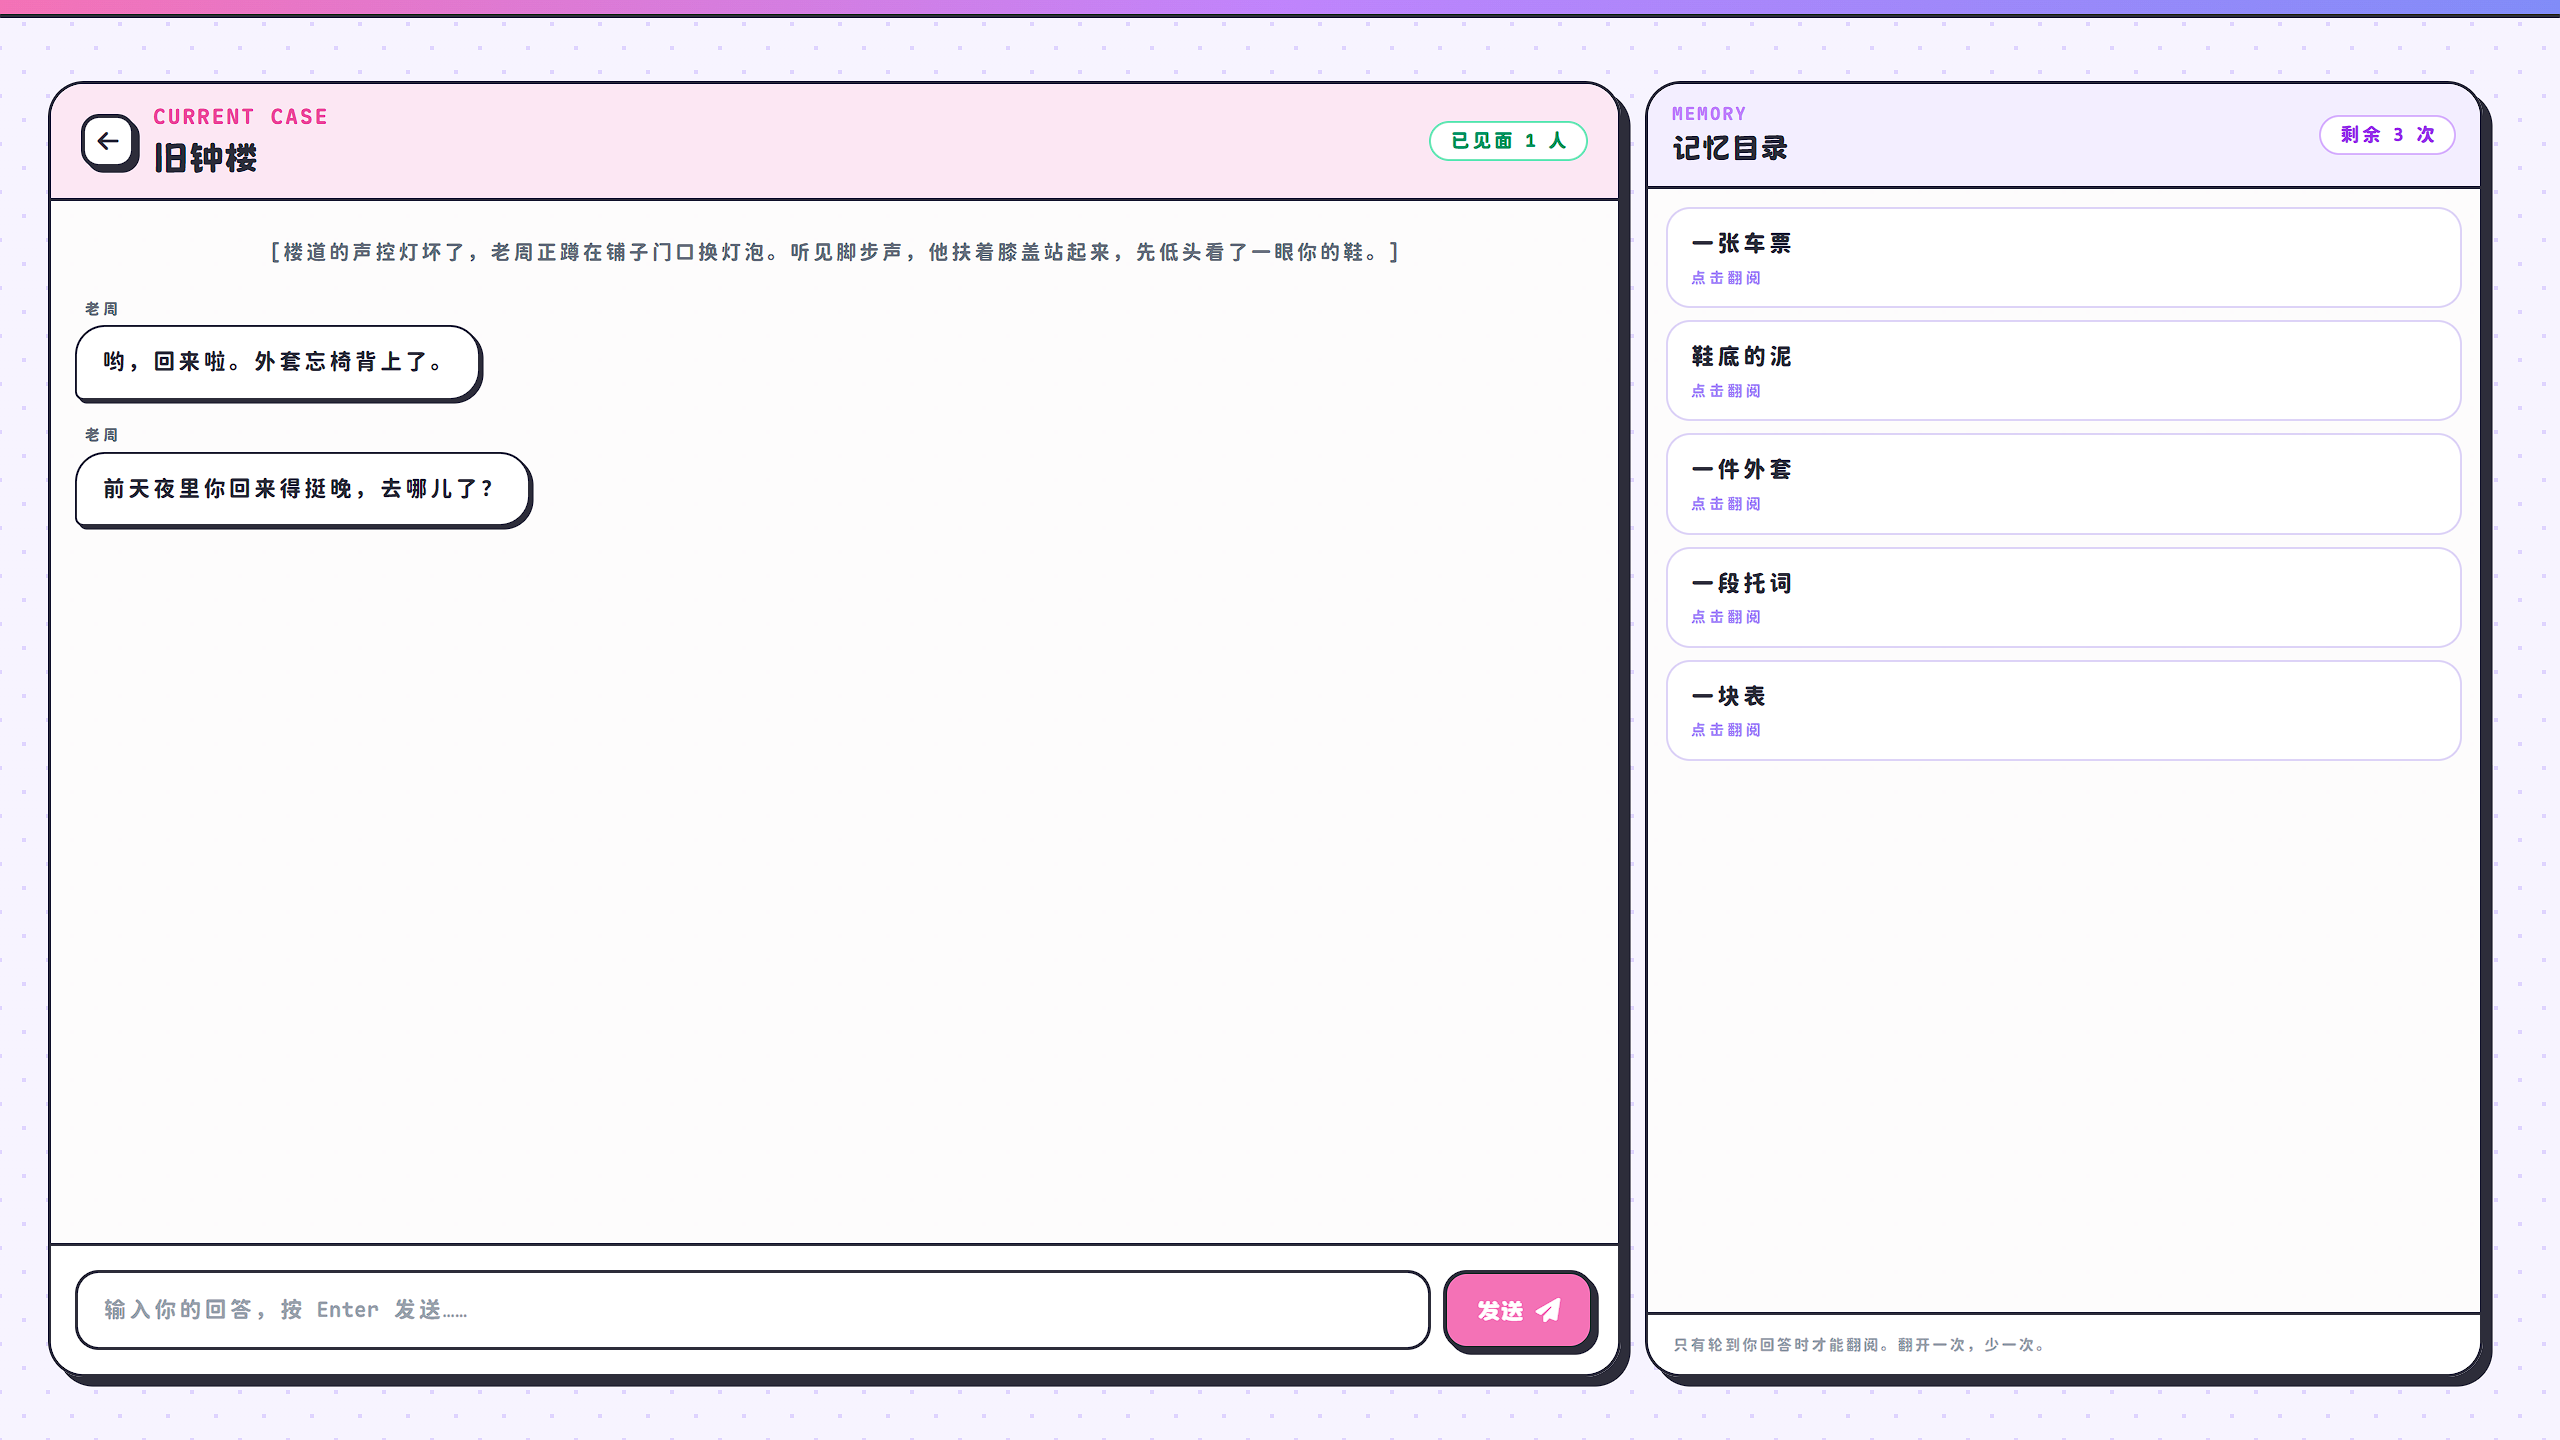 CURRENT CASE
旧钟楼
已见面 1 人
[楼道的声控灯坏了，老周正蹲在铺子门口换灯泡。听见脚步声，他扶着膝盖站起来，先低头看了一眼你的鞋。]
老周
哟，回来啦。外套忘椅背上了。
老周
前天夜里你回来得挺晚，去哪儿了？
输入你的回答，按 Enter 发送……
发送
MEMORY
记忆目录
剩余 3 次
一张车票
点击翻阅
鞋底的泥
点击翻阅
一件外套
点击翻阅
一段托词
点击翻阅
一块表
点击翻阅
只有轮到你回答时才能翻阅。翻开一次，少一次。